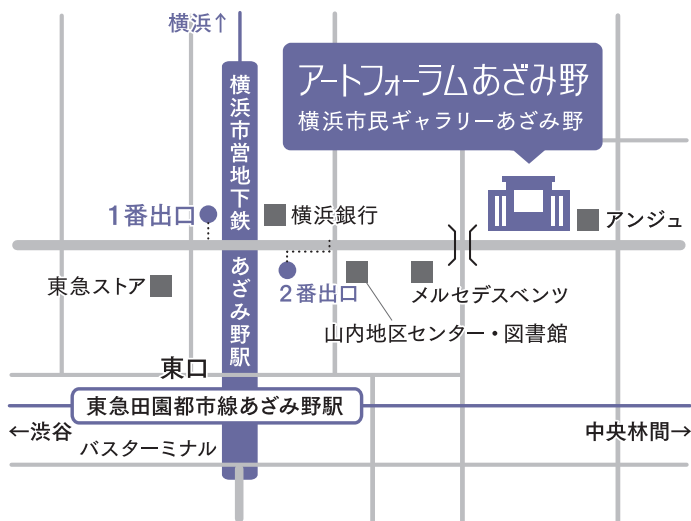 横浜↑
アートフォーラムあざみ野
横浜市民ギャラリーあざみ野
横浜市営地下鉄 あざみ野駅
1番出口
横浜銀行
アンジュ
東急ストア
2番出口
メルセデスベンツ
山内地区センター・図書館
東口
東急田園都市線あざみ野駅
←渋谷
中央林間→
バスターミナル